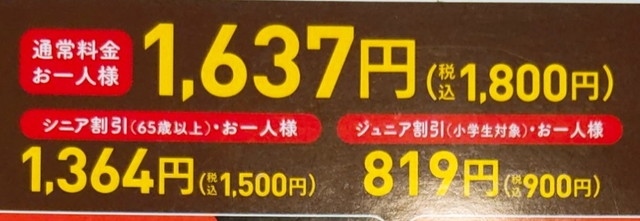 通常料金
お一人様
1,637円(税込1,800円)
シニア割引(65歳以上)・お一人様
1,364円(税込1,500円)
ジュニア割引(小学生対象)・お一人様
819円(税込900円)